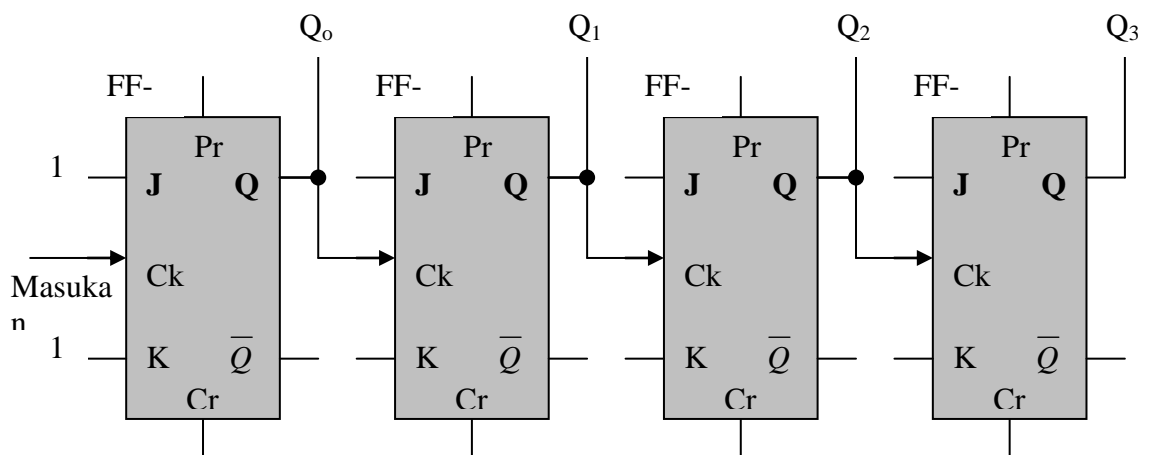 Q₀ Q₁ Q₂ Q₃
FF- FF- FF- FF-
Pr Pr Pr Pr
1 J Q J Q J Q J Q
Ck Ck Ck Ck
Masuka
n
1 K Q̅ K Q̅ K Q̅ K Q̅
Cr Cr Cr Cr